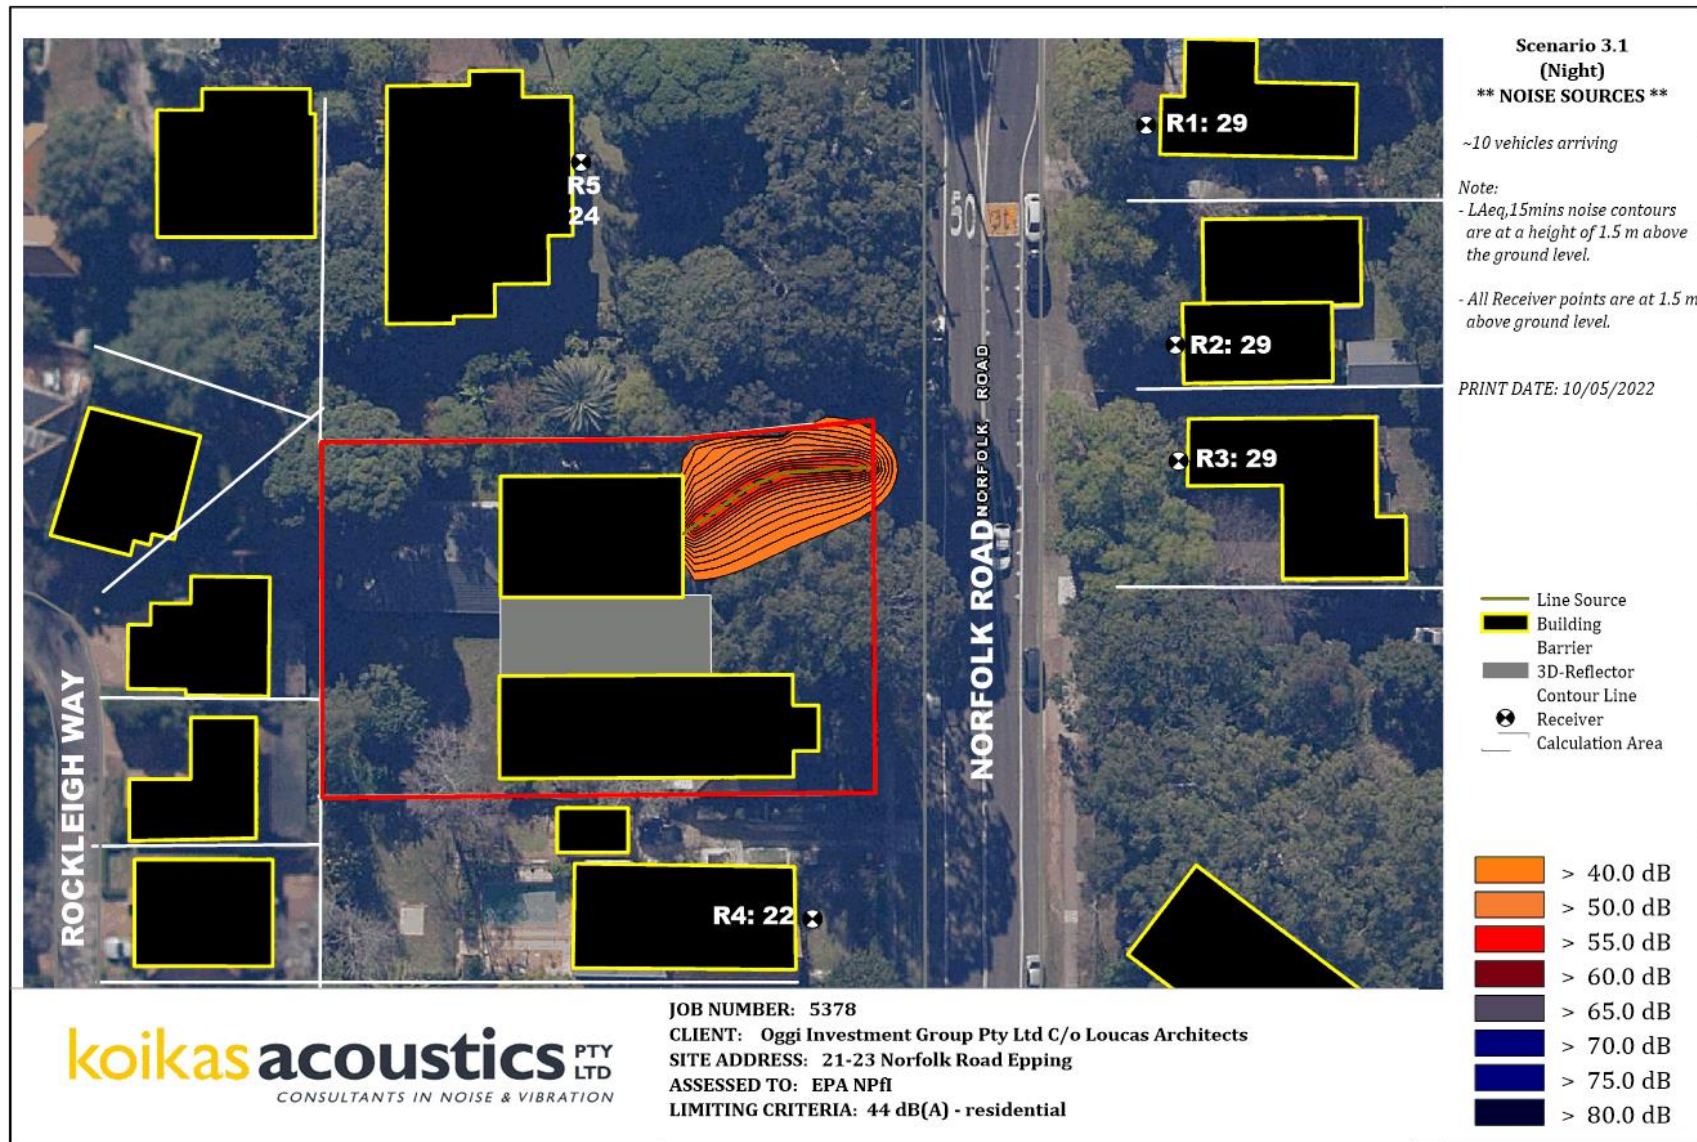 Scenario 3.1
(Night)
** NOISE SOURCES **
~10 vehicles arriving
Note:
- LAeq,15mins noise contours
are at a height of 1.5 m above
the ground level.
- All Receiver points are at 1.5 m
above ground level.
PRINT DATE: 10/05/2022
R1: 29
R5
24
50
R2: 29
R3: 29
NORFOLK ROAD
NORFOLK ROAD
ROCKLEIGH WAY
R4: 22
Line Source
Building
Barrier
3D-Reflector
Contour Line
Receiver
Calculation Area
> 40.0 dB
> 50.0 dB
> 55.0 dB
> 60.0 dB
> 65.0 dB
> 70.0 dB
> 75.0 dB
> 80.0 dB
koikas acoustics PTY LTD
CONSULTANTS IN NOISE & VIBRATION
JOB NUMBER: 5378
CLIENT: Oggi Investment Group Pty Ltd C/o Loucas Architects
SITE ADDRESS: 21-23 Norfolk Road Epping
ASSESSED TO: EPA NPfI
LIMITING CRITERIA: 44 dB(A) - residential